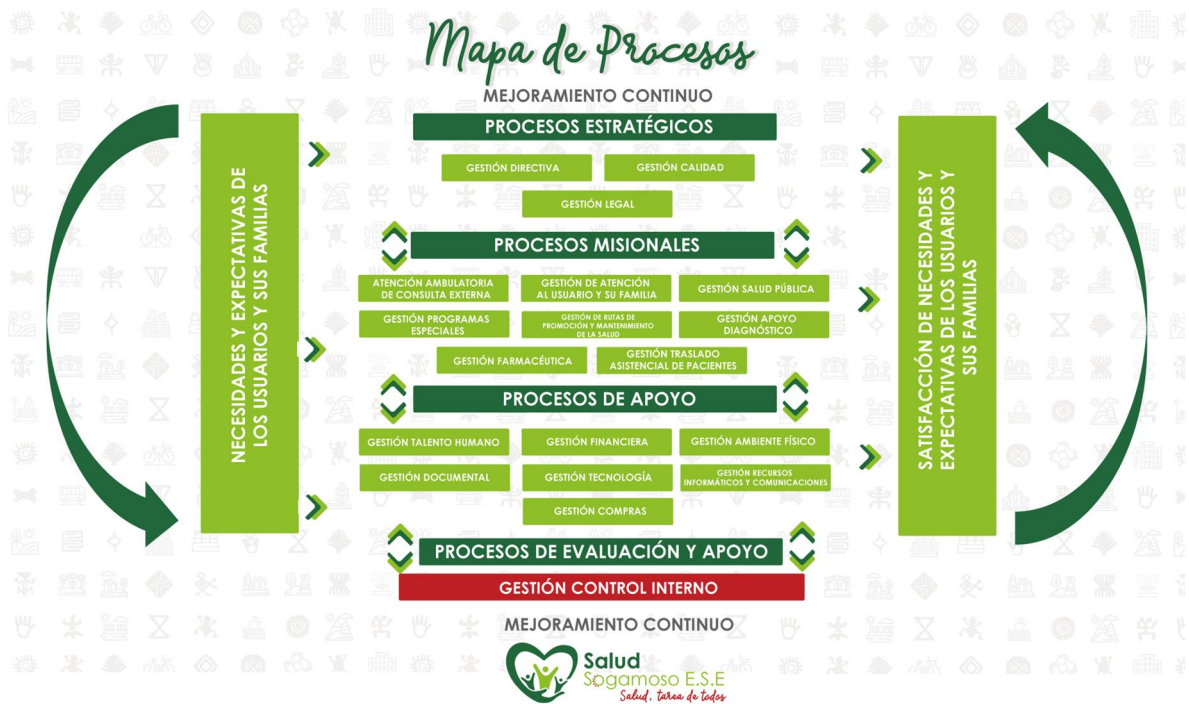 Mapa de Procesos
MEJORAMIENTO CONTINUO
NECESIDADES Y EXPECTATIVAS DE
LOS USUARIOS Y SUS FAMILIAS
PROCESOS ESTRATÉGICOS
GESTIÓN DIRECTIVA
GESTIÓN CALIDAD
GESTIÓN LEGAL
PROCESOS MISIONALES
ATENCIÓN AMBULATORIA
DE CONSULTA EXTERNA
GESTIÓN DE ATENCIÓN
AL USUARIO Y SU FAMILIA
GESTIÓN SALUD PÚBLICA
GESTIÓN PROGRAMAS
ESPECIALES
GESTIÓN DE RUTAS DE
PROMOCIÓN Y MANTENIMIENTO
DE LA SALUD
GESTIÓN APOYO
DIAGNÓSTICO
GESTIÓN FARMACÉUTICA
GESTIÓN TRASLADO
ASISTENCIAL DE PACIENTES
PROCESOS DE APOYO
GESTIÓN TALENTO HUMANO
GESTIÓN FINANCIERA
GESTIÓN AMBIENTE FÍSICO
GESTIÓN DOCUMENTAL
GESTIÓN TECNOLOGÍA
GESTIÓN RECURSOS
INFORMÁTICOS Y COMUNICACIONES
GESTIÓN COMPRAS
PROCESOS DE EVALUACIÓN Y APOYO
GESTIÓN CONTROL INTERNO
SATISFACCIÓN DE NECESIDADES Y
EXPECTATIVAS DE LOS USUARIOS Y
SUS FAMILIAS
MEJORAMIENTO CONTINUO
Salud
Sogamoso E.S.E
Salud, tarea de todos